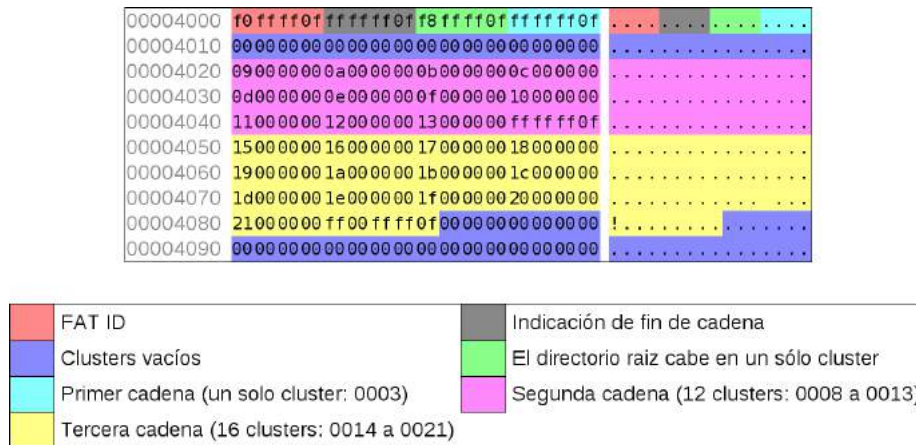 00004000 f0ffff0fffffff0ff8ffff0fffffff0f ................
00004010 00000000000000000000000000000000 ................
00004020 090000000a0000000b0000000c000000 ................
00004030 0d0000000e0000000f00000010000000 ................
00004040 110000001200000013000000ffffff0f ................
00004050 15000000160000001700000018000000 ................
00004060 190000001a0000001b0000001c000000 ................
00004070 1d0000001e0000001f00000020000000 ............ ...
00004080 21000000ff00ffff0f00000000000000 !...............
00004090 00000000000000000000000000000000 ................
FAT ID
Indicación de fin de cadena
Clusters vacíos
El directorio raiz cabe en un sólo cluster
Primer cadena (un solo cluster: 0003)
Segunda cadena (12 clusters: 0008 a 0013)
Tercera cadena (16 clusters: 0014 a 0021)